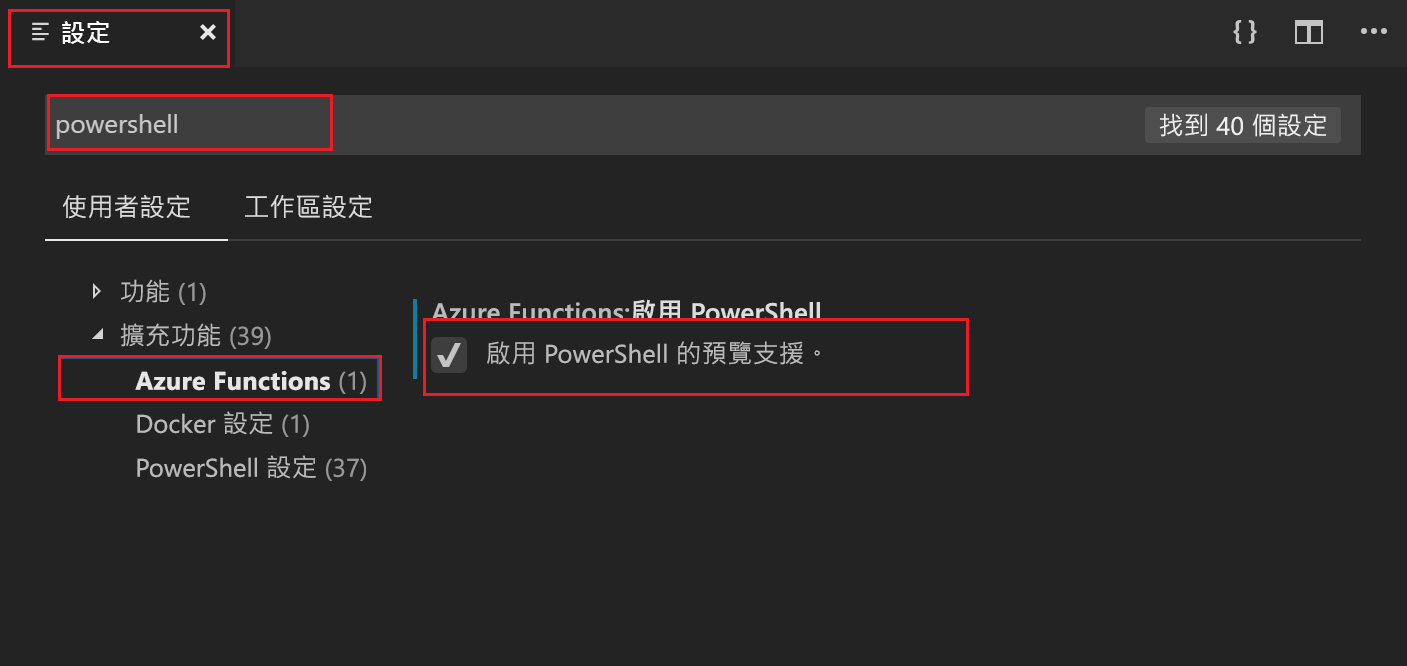 設定
powershell
找到 40 個設定
使用者設定 工作區設定
功能 (1)
擴充功能 (39)
Azure Functions (1)
Docker 設定 (1)
PowerShell 設定 (37)
Azure Functions:啟用 PowerShell
啟用 PowerShell 的預覽支援。